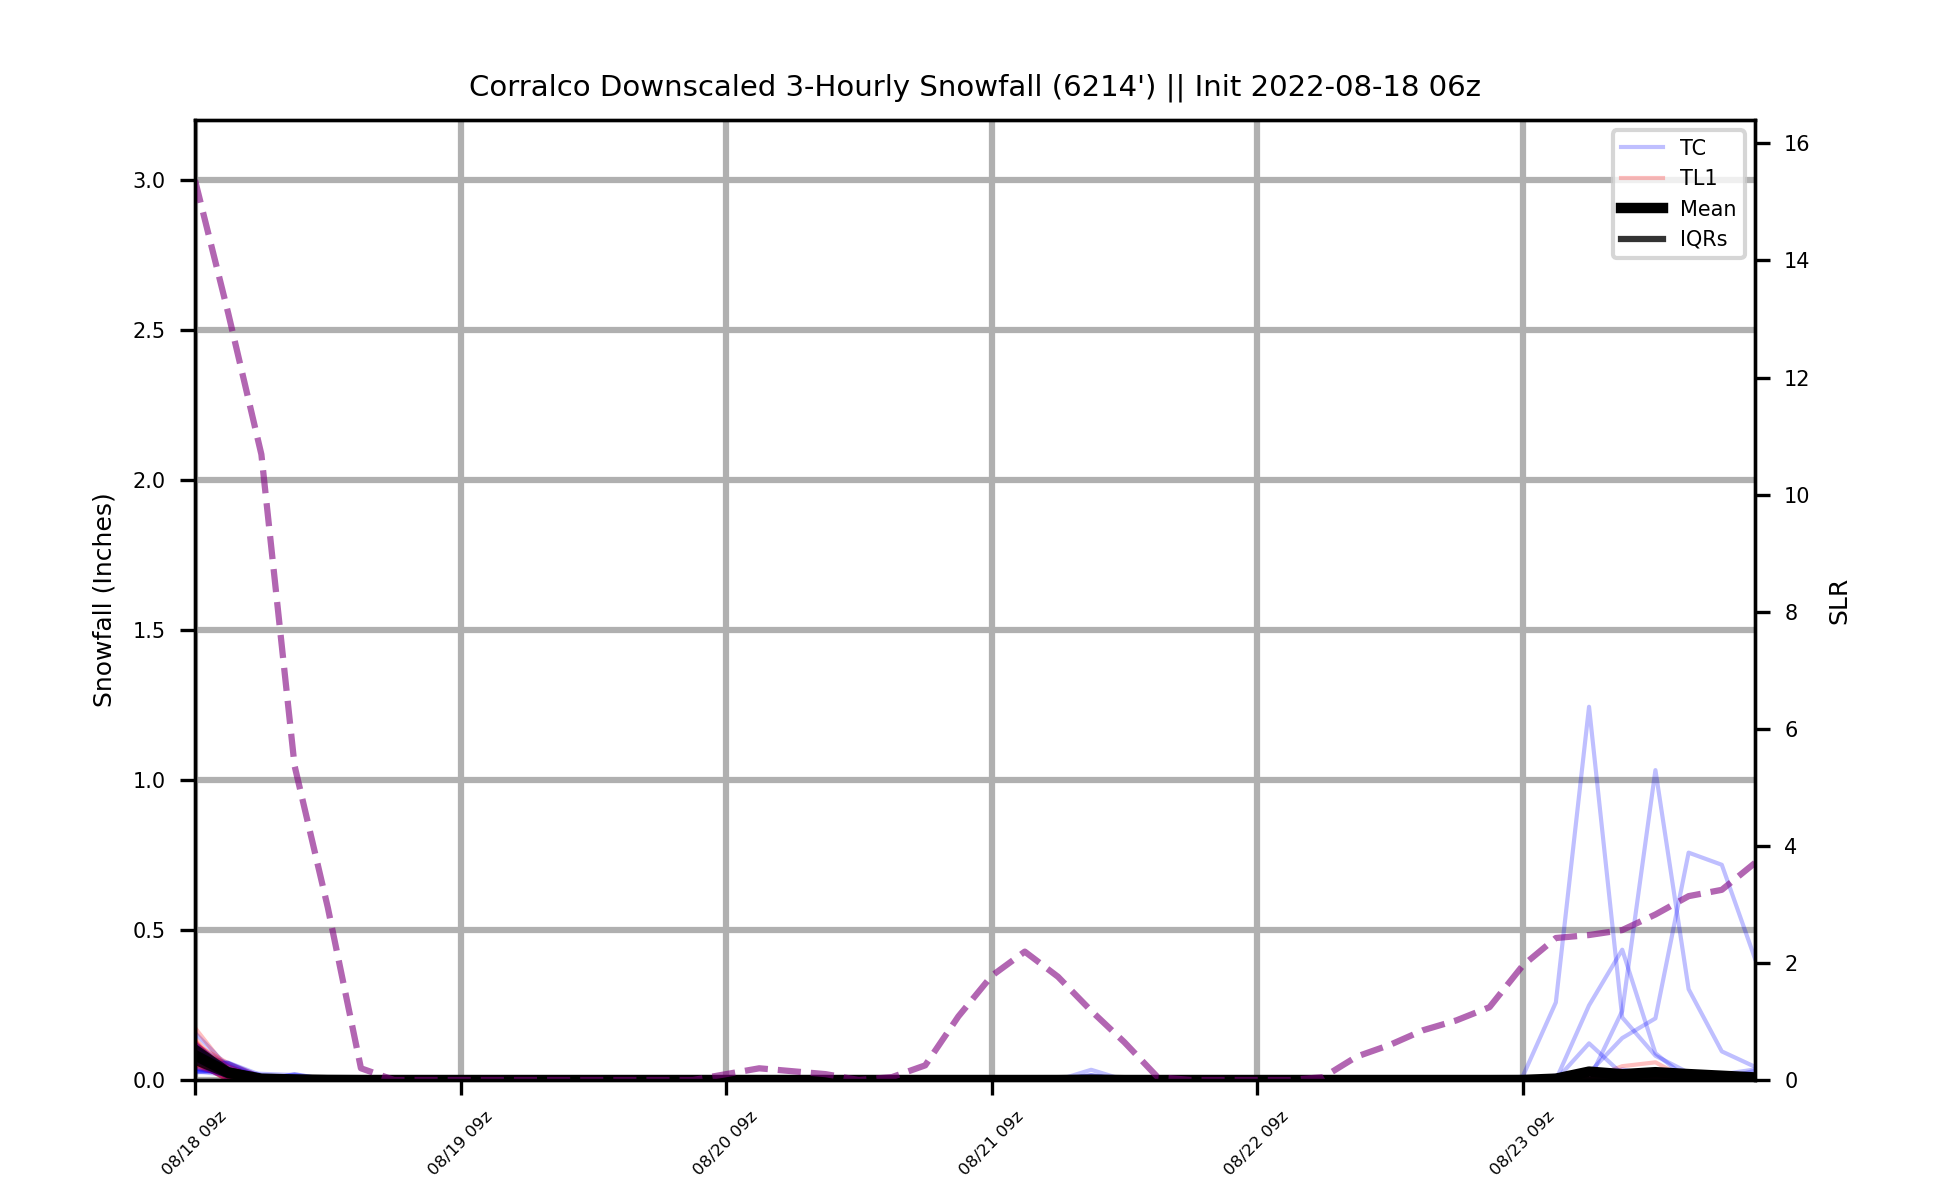 Corralco Downscaled 3-Hourly Snowfall (6214') || Init 2022-08-18 06z
TC
TL1
Mean
IQRs
Snowfall (Inches)
3.0
2.5
2.0
1.5
1.0
0.5
0.0
16
14
12
10
8
6
4
2
0
SLR
08/18 09z
08/19 09z
08/20 09z
08/21 09z
08/22 09z
08/23 09z